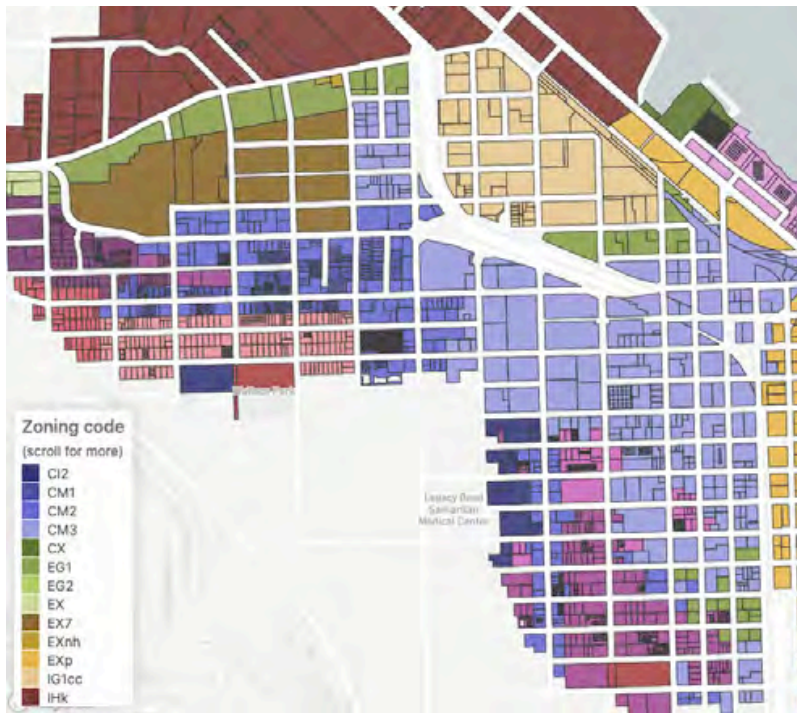 Legacy Good
Samaritan
Medical Center
Zoning code
(scroll for more)
CI2
CM1
CM2
CM3
CX
EG1
EG2
EX
EX7
EXnh
EXp
IG1cc
IHk